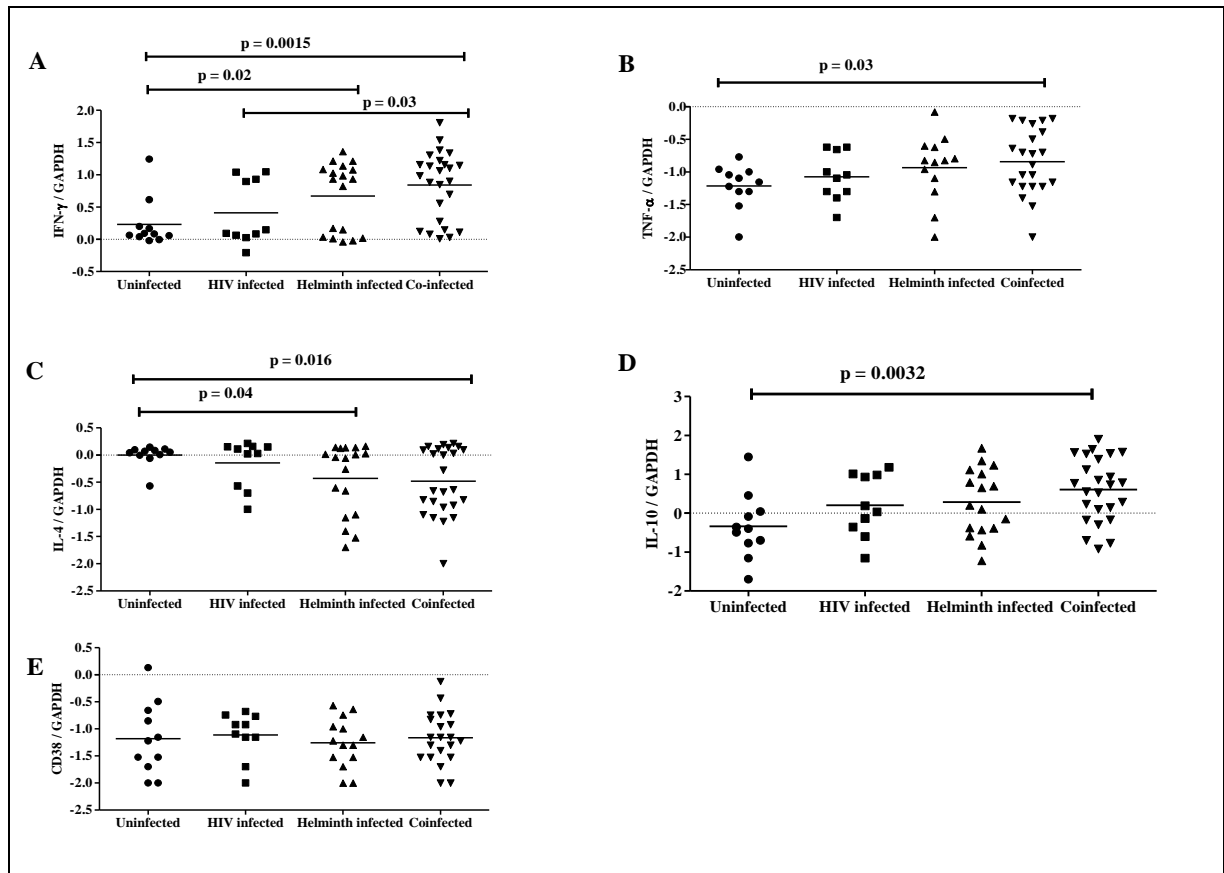 A
p = 0.0015
p = 0.02
p = 0.03
IFN-γ / GAPDH
2.0
1.5
1.0
0.5
0.0
-0.5
Uninfected HIV infected Helminth infected Co-infected
B
p = 0.03
TNF-α / GAPDH
0.0
-0.5
-1.0
-1.5
-2.0
-2.5
Uninfected HIV infected Helminth infected Coinfected
C
p = 0.016
p = 0.04
IL-4 / GAPDH
0.5
0.0
-0.5
-1.0
-1.5
-2.0
-2.5
Uninfected HIV infected Helminth infected Coinfected
D
p = 0.0032
IL-10 / GAPDH
3
2
1
0
-1
-2
Uninfected HIV infected Helminth infected Coinfected
E
CD38 / GAPDH
0.5
0.0
-0.5
-1.0
-1.5
-2.0
-2.5
Uninfected HIV infected Helminth infected Coinfected